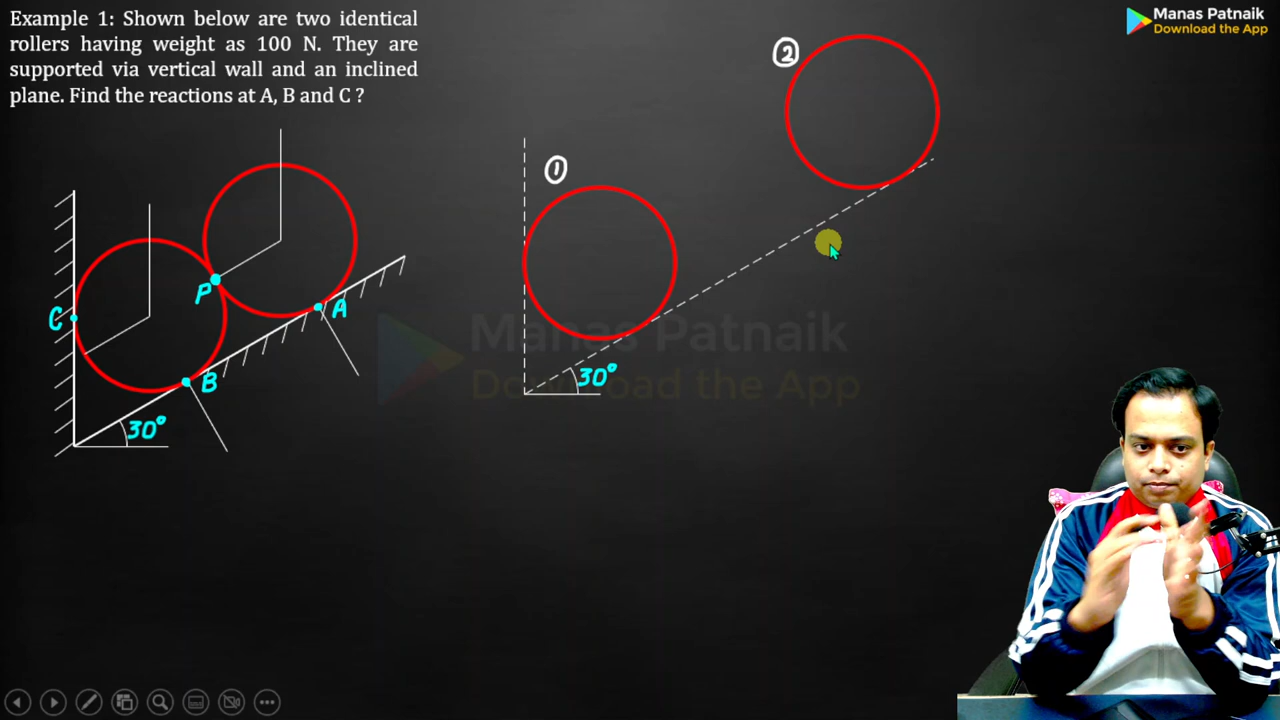 Example 1: Shown below are two identical
rollers having weight as 100 N. They are
supported via vertical wall and an inclined
plane. Find the reactions at A, B and C ?
Manas Patnaik
Download the App
②
①
P
C
A
B
30°
30°
Manas Patnaik
Download the App